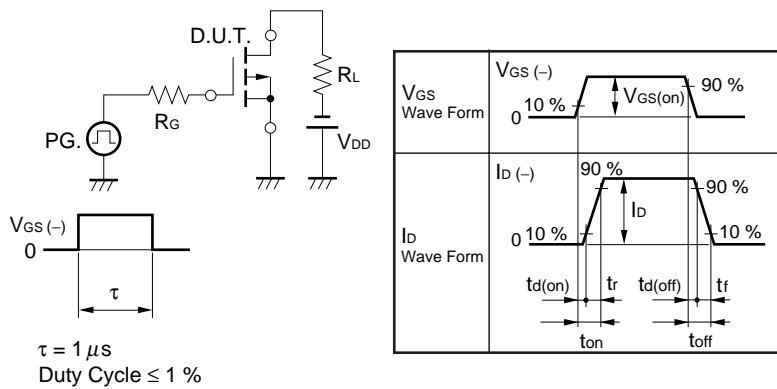 D.U.T.
RL
RG
PG.
VDD
VGS (−)
0
τ
τ = 1 μs
Duty Cycle ≤ 1 %
VGS
Wave Form
VGS (−)
10 %
0
VGS(on)
90 %
ID
Wave Form
ID (−)
90 %
90 %
ID
0 10 %
10 %
td(on)
tr
td(off)
tf
ton
toff